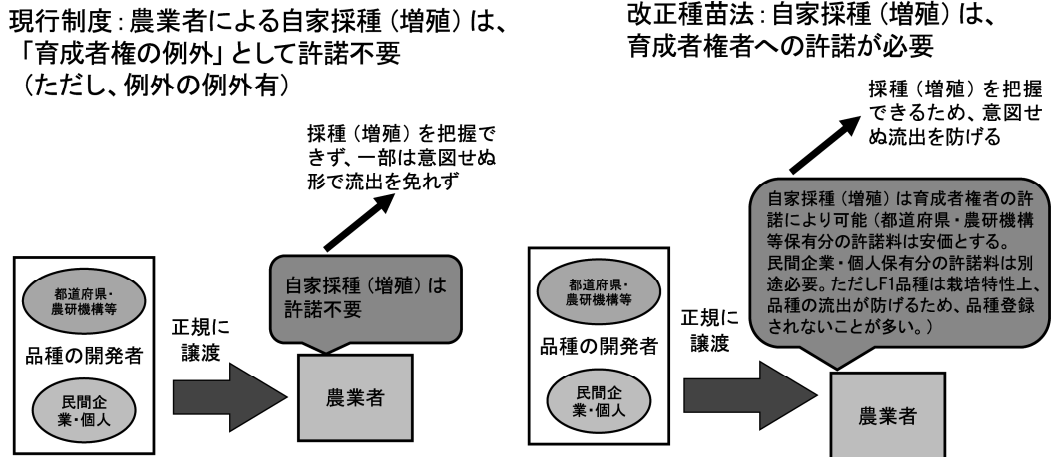 現行制度：農業者による自家採種（増殖）は、
「育成者権の例外」として許諾不要
（ただし、例外の例外有）
採種（増殖）を把握で
きず、一部は意図せぬ
形で流出を免れず
自家採種（増殖）は
許諾不要
都道府県・
農研機構等
品種の開発者
民間企
業・個人
正規に
譲渡
農業者
改正種苗法：自家採種（増殖）は、
育成者権者への許諾が必要
採種（増殖）を把握
できるため、意図せ
ぬ流出を防げる
自家採種（増殖）は育成者権者の許
諾により可能（都道府県・農研機構
等保有分の許諾料は安価とする。
民間企業・個人保有分の許諾料は別
途必要。ただしF1品種は栽培特性上、
品種の流出が防げるため、品種登録
されないことが多い。）
都道府県・
農研機構等
品種の開発者
民間企
業・個人
正規に
譲渡
農業者